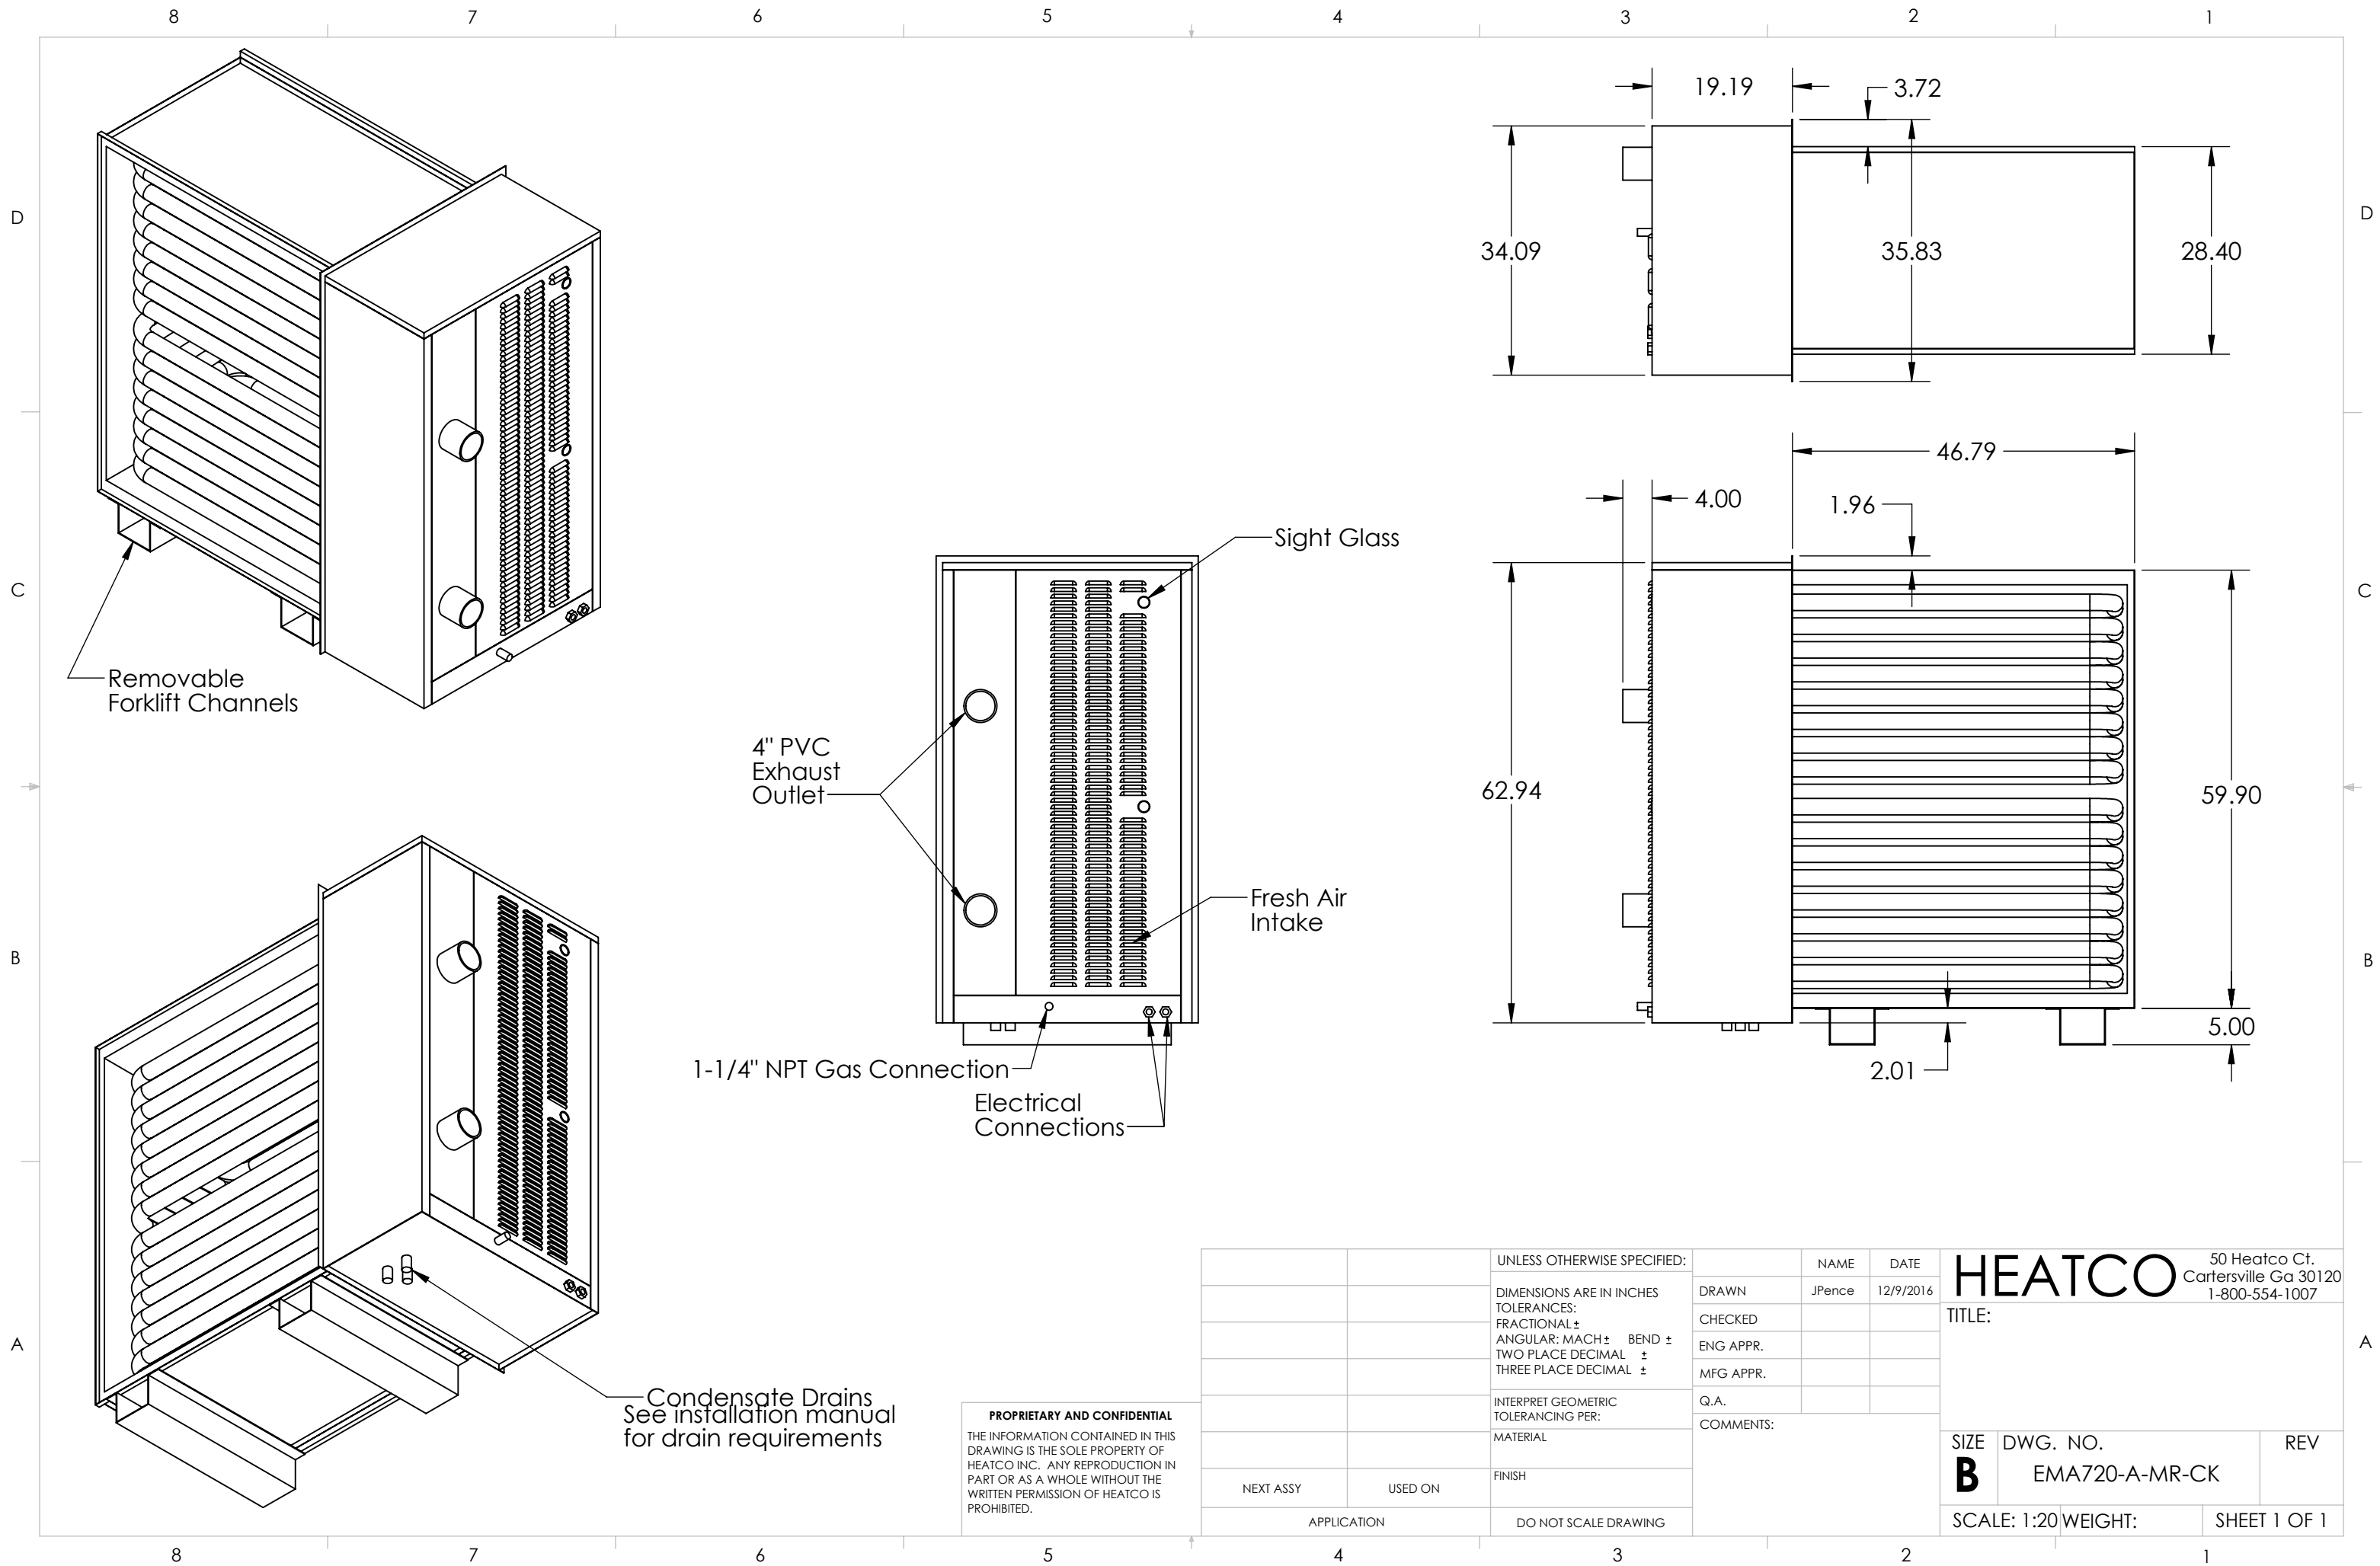 8 7 6 5 4 3 2 1
D
D
C
C
B
B
A
A
Removable
Forklift Channels
19.19
3.72
34.09
35.83
28.40
46.79
4.00
1.96
62.94
59.90
5.00
2.01
Sight Glass
4" PVC
Exhaust
Outlet
Fresh Air
Intake
1-1/4" NPT Gas Connection
Electrical
Connections
Condensate Drains
See installation manual
for drain requirements
PROPRIETARY AND CONFIDENTIAL
THE INFORMATION CONTAINED IN THIS
DRAWING IS THE SOLE PROPERTY OF
HEATCO INC. ANY REPRODUCTION IN
PART OR AS A WHOLE WITHOUT THE
WRITTEN PERMISSION OF HEATCO IS
PROHIBITED.
NEXT ASSY
USED ON
APPLICATION
UNLESS OTHERWISE SPECIFIED:
DIMENSIONS ARE IN INCHES
TOLERANCES:
FRACTIONAL ±
ANGULAR: MACH ± BEND ±
TWO PLACE DECIMAL ±
THREE PLACE DECIMAL ±
INTERPRET GEOMETRIC
TOLERANCING PER:
MATERIAL
FINISH
DO NOT SCALE DRAWING
NAME DATE
DRAWN JPence 12/9/2016
CHECKED
ENG APPR.
MFG APPR.
Q.A.
COMMENTS:
HEATCO
50 Heatco Ct.
Cartersville Ga 30120
1-800-554-1007
TITLE:
SIZE
B
DWG. NO.
EMA720-A-MR-CK
REV
SCALE: 1:20 WEIGHT: SHEET 1 OF 1
8 7 6 5 4 3 2 1